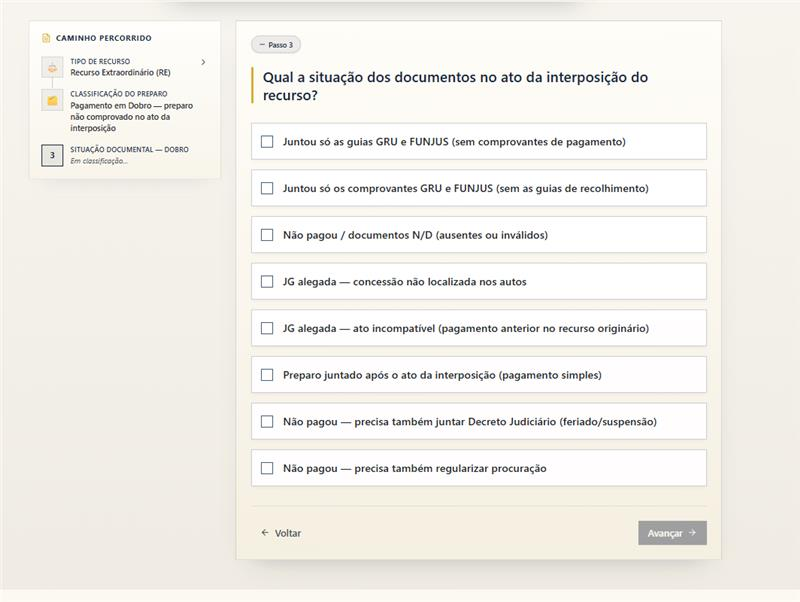 CAMINHO PERCORRIDO
TIPO DE RECURSO
Recurso Extraordinário (RE)
CLASSIFICAÇÃO DO PREPARO
Pagamento em Dobro — preparo
não comprovado no ato da
interposição
3
SITUAÇÃO DOCUMENTAL — DOBRO
Em classificação...
— Passo 3
Qual a situação dos documentos no ato da interposição do
recurso?
Juntou só as guias GRU e FUNJUS (sem comprovantes de pagamento)
Juntou só os comprovantes GRU e FUNJUS (sem as guias de recolhimento)
Não pagou / documentos N/D (ausentes ou inválidos)
JG alegada — concessão não localizada nos autos
JG alegada — ato incompatível (pagamento anterior no recurso originário)
Preparo juntado após o ato da interposição (pagamento simples)
Não pagou — precisa também juntar Decreto Judiciário (feriado/suspensão)
Não pagou — precisa também regularizar procuração
← Voltar
Avançar →